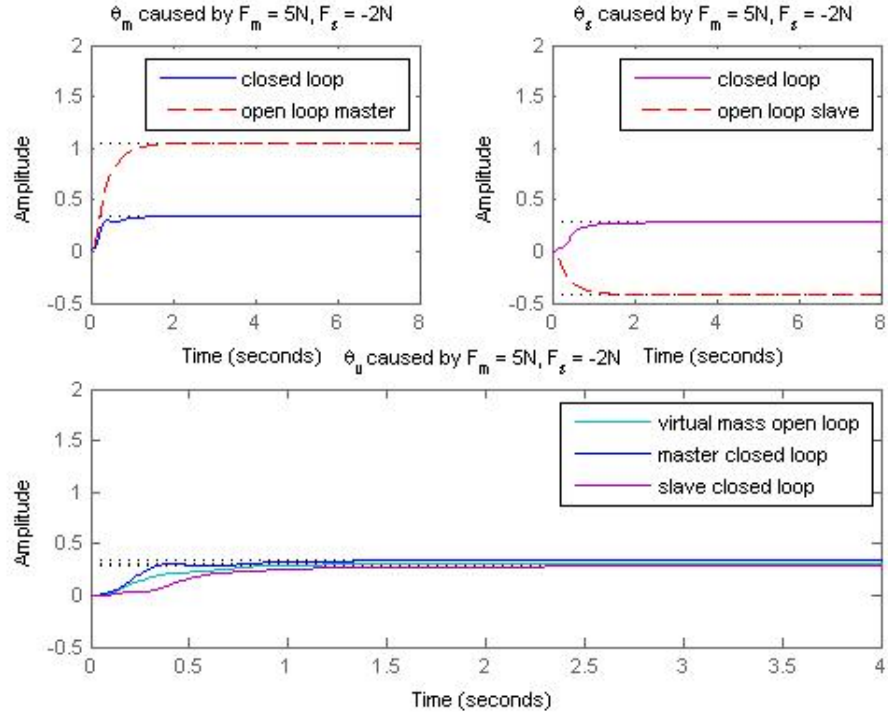 θm caused by Fm = 5N, Fs = -2N
2
1.5
1
0.5
0
-0.5
Amplitude
closed loop
open loop master
0 2 4 6 8
Time (seconds)
θs caused by Fm = 5N, Fs = -2N
2
1.5
1
0.5
0
-0.5
Amplitude
closed loop
open loop slave
0 2 4 6 8
Time (seconds)
θu caused by Fm = 5N, Fs = -2N
2
1.5
1
0.5
0
-0.5
Amplitude
virtual mass open loop
master closed loop
slave closed loop
0 0.5 1 1.5 2 2.5 3 3.5 4
Time (seconds)